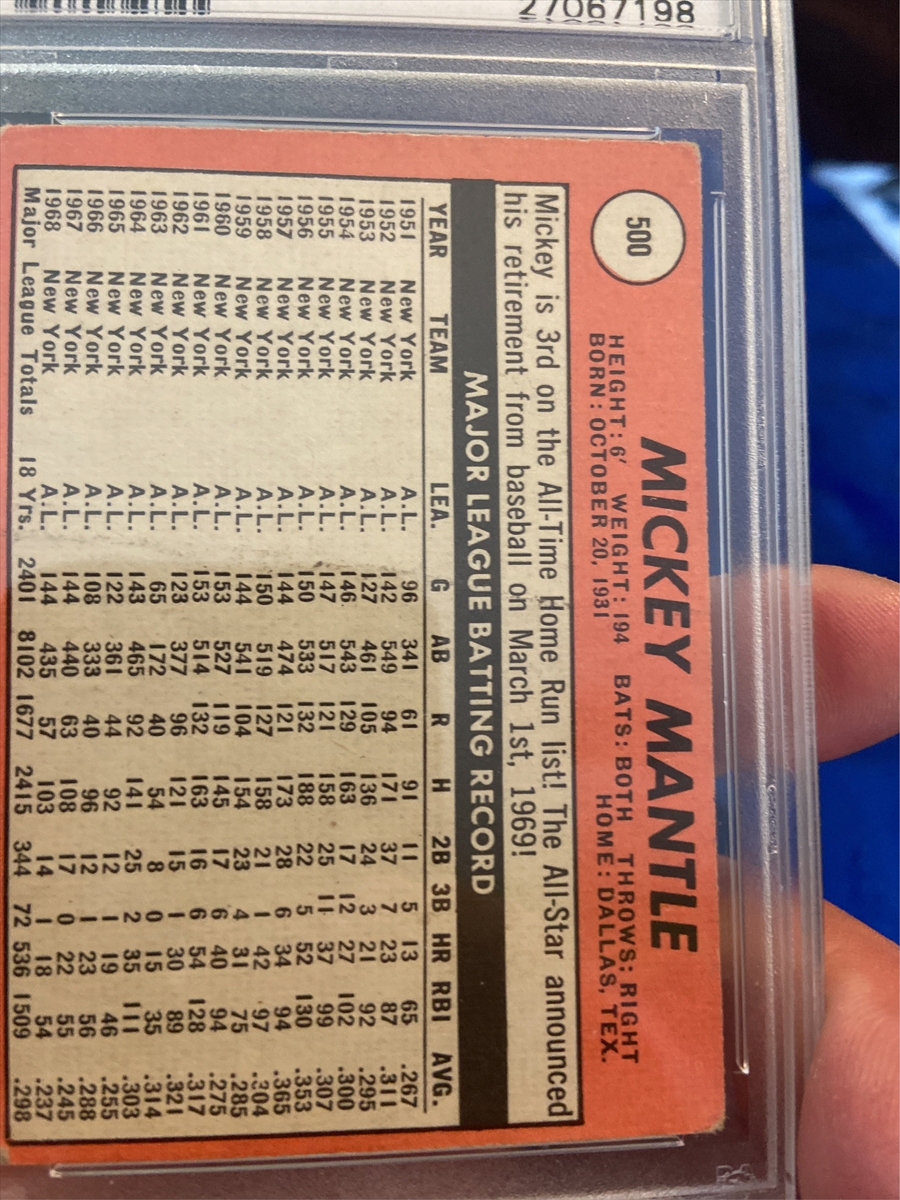 27067198
500
MICKEY MANTLE
HEIGHT: 6' WEIGHT: 194 BATS: BOTH THROWS: RIGHT
BORN: OCTOBER 20, 1931 HOME: DALLAS, TEX.
Mickey is 3rd on the All-Time Home Run list! The All-Star announced
his retirement from baseball on March 1st, 1969!
MAJOR LEAGUE BATTING RECORD
YEAR TEAM LEA. G AB R H 2B 3B HR RBI AVG.
1951 New York A.L. 96 341 61 91 11 5 13 65 .267
1952 New York A.L. 142 549 94 171 37 7 23 87 .311
1953 New York A.L. 127 461 105 136 24 3 21 92 .295
1954 New York A.L. 146 543 129 163 17 12 27 102 .300
1955 New York A.L. 147 517 121 158 25 11 37 99 .307
1956 New York A.L. 150 533 132 188 22 5 52 130 .353
1957 New York A.L. 144 474 121 173 28 6 34 94 .365
1958 New York A.L. 150 519 127 158 21 1 42 97 .304
1959 New York A.L. 144 541 104 154 23 4 31 75 .285
1960 New York A.L. 153 527 119 145 17 6 40 94 .275
1961 New York A.L. 153 514 132 163 16 6 54 128 .317
1962 New York A.L. 123 377 96 121 15 1 30 89 .321
1963 New York A.L. 65 172 40 54 8 0 15 35 .314
1964 New York A.L. 143 465 92 141 25 2 35 111 .303
1965 New York A.L. 122 361 44 92 12 1 19 46 .255
1966 New York A.L. 108 333 40 96 12 1 23 56 .288
1967 New York A.L. 144 440 63 108 17 0 22 55 .245
1968 New York A.L. 144 435 57 103 14 1 18 54 .237
Major League Totals 18 Yrs. 2401 8102 1677 2415 344 72 536 1509 .298